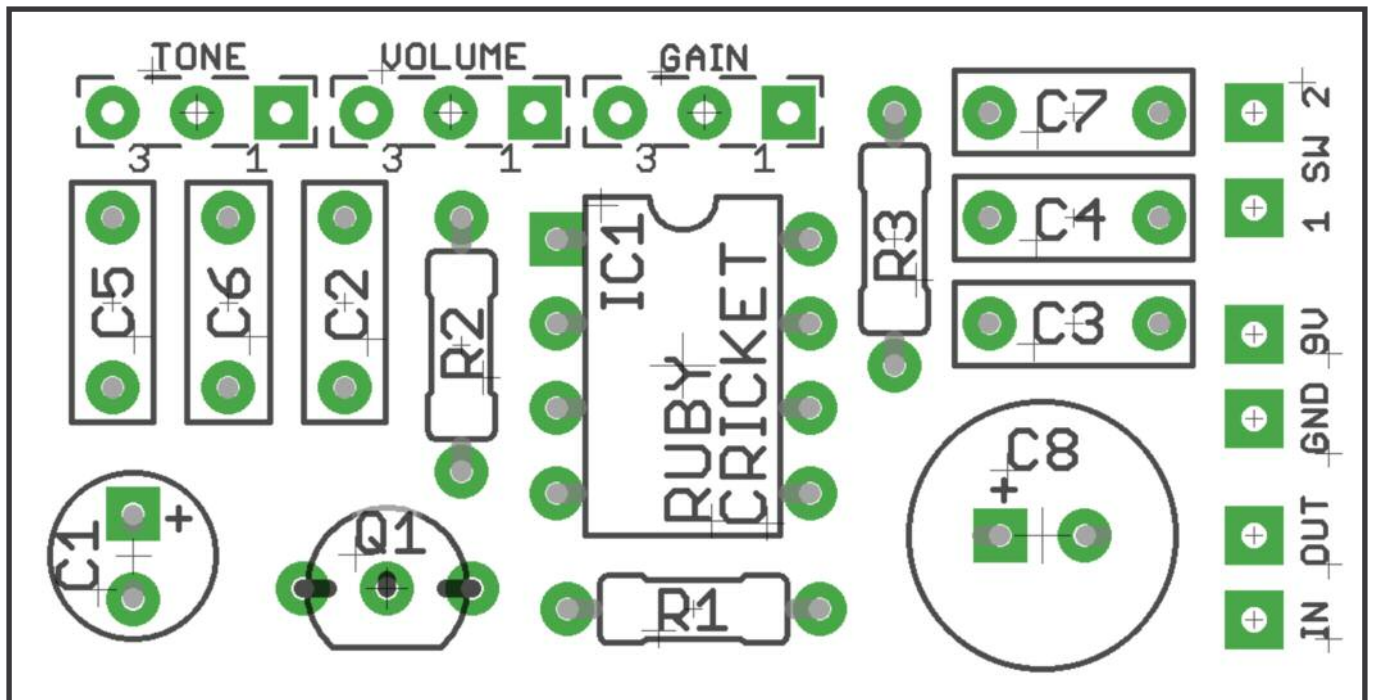 TONE
VOLUME
GAIN
3
1
3
1
3
1
C5
C6
C2
R2
IC1
RUBY
CRICKET
R3
C7
C4
C3
1 SW 2
9V
GND
OUT
IN
C8
+
C1
+
Q1
R1